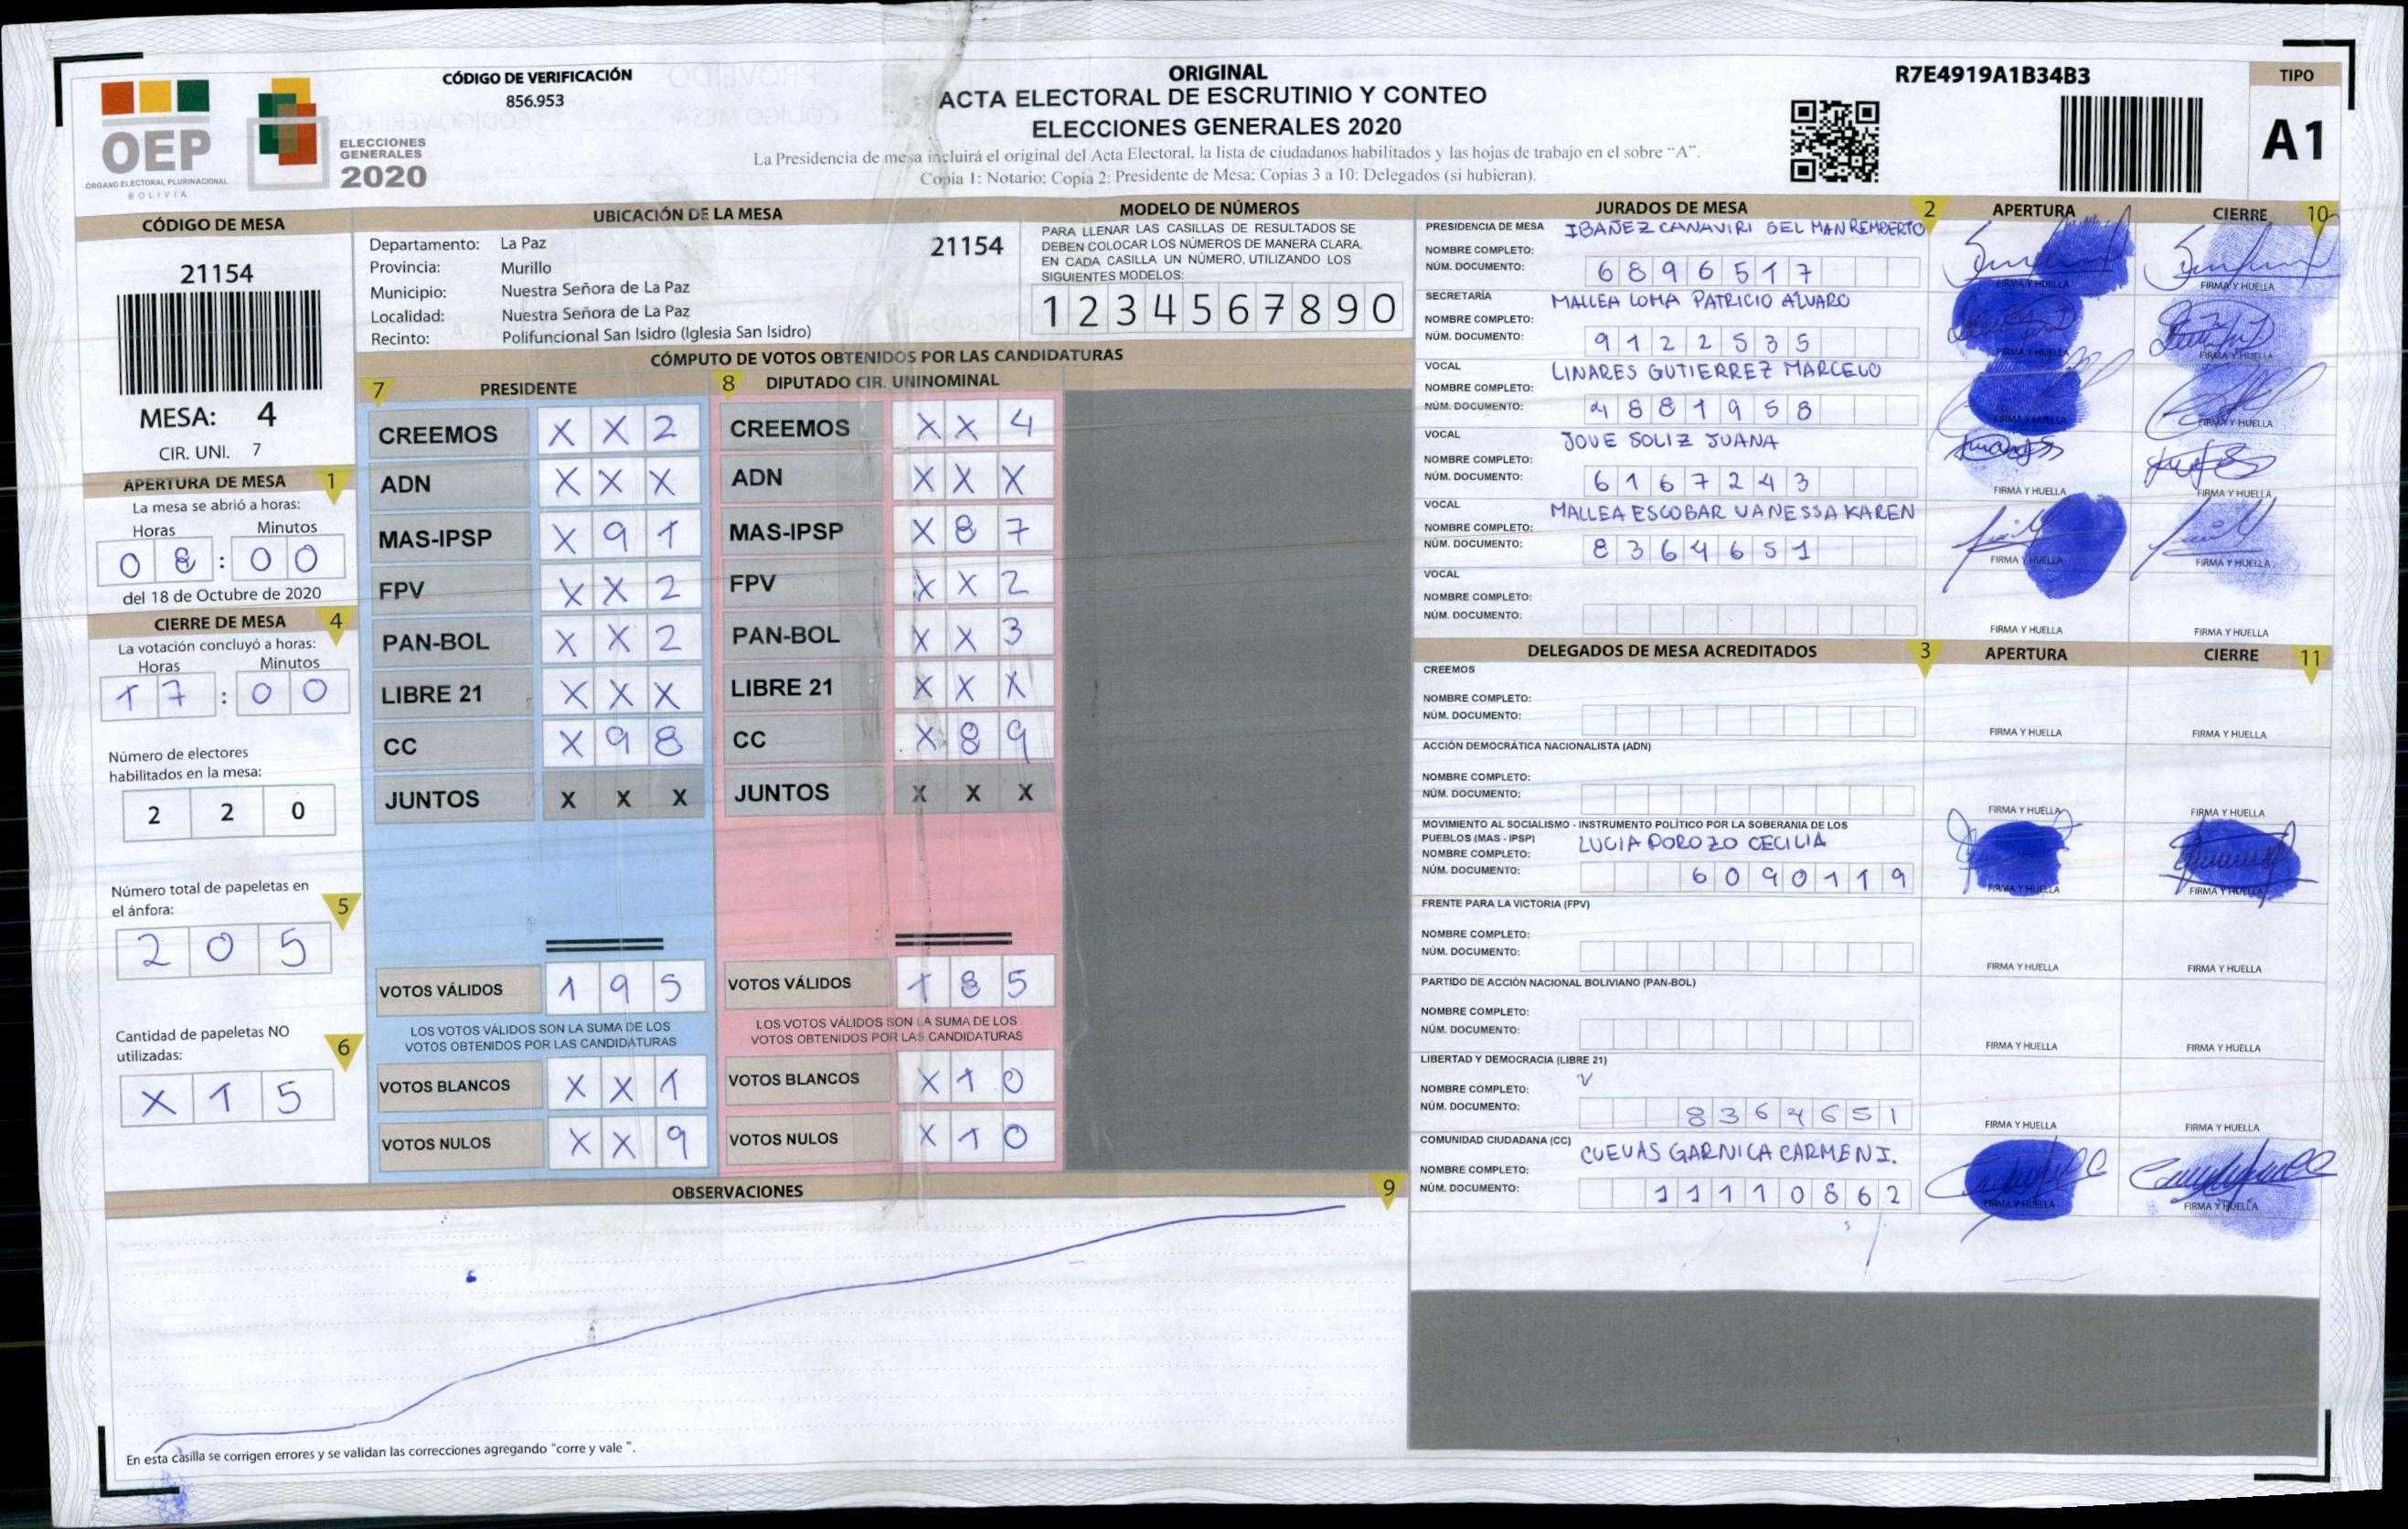 OEP
ÓRGANO ELECTORAL PLURINACIONAL
BOLIVIA
ELECCIONES
GENERALES
2020
CÓDIGO DE VERIFICACIÓN
856.953
ORIGINAL
ACTA ELECTORAL DE ESCRUTINIO Y CONTEO
ELECCIONES GENERALES 2020
La Presidencia de mesa incluirá el original del Acta Electoral, la lista de ciudadanos habilitados y las hojas de trabajo en el sobre "A".
Copia 1: Notario; Copia 2: Presidente de Mesa; Copias 3 a 10: Delegados (si hubieran).
R7E4919A1B34B3
TIPO
A1
CÓDIGO DE MESA
21154
MESA: 4
CIR. UNI. 7
UBICACIÓN DE LA MESA
Departamento: La Paz
21154
Provincia: Murillo
Municipio: Nuestra Señora de La Paz
Localidad: Nuestra Señora de La Paz
Recinto: Polifuncional San Isidro (Iglesia San Isidro)
MODELO DE NÚMEROS
PARA LLENAR LAS CASILLAS DE RESULTADOS SE
DEBEN COLOCAR LOS NÚMEROS DE MANERA CLARA.
EN CADA CASILLA UN NÚMERO, UTILIZANDO LOS
SIGUIENTES MODELOS:
1 2 3 4 5 6 7 8 9 0
APERTURA DE MESA 1
La mesa se abrió a horas:
Horas Minutos
0 8 : 0 0
del 18 de Octubre de 2020
CIERRE DE MESA 4
La votación concluyó a horas:
Horas Minutos
1 7 : 0 0
Número de electores
habilitados en la mesa:
2 2 0
Número total de papeletas en
el ánfora: 5
2 0 5
Cantidad de papeletas NO
utilizadas: 6
X 1 5
CÓMPUTO DE VOTOS OBTENIDOS POR LAS CANDIDATURAS
7 PRESIDENTE
CREEMOS X X 2
ADN X X X
MAS-IPSP X 9 1
FPV X X 2
PAN-BOL X X 2
LIBRE 21 X X X
CC X 9 8
JUNTOS X X X
VOTOS VÁLIDOS 1 9 5
LOS VOTOS VÁLIDOS SON LA SUMA DE LOS
VOTOS OBTENIDOS POR LAS CANDIDATURAS
VOTOS BLANCOS X X 1
VOTOS NULOS X X 9
8 DIPUTADO CIR. UNINOMINAL
CREEMOS X X 4
ADN X X X
MAS-IPSP X 8 7
FPV X X 2
PAN-BOL X X 3
LIBRE 21 X X X
CC X 8 9
JUNTOS X X X
VOTOS VÁLIDOS 1 8 5
LOS VOTOS VÁLIDOS SON LA SUMA DE LOS
VOTOS OBTENIDOS POR LAS CANDIDATURAS
VOTOS BLANCOS X 1 0
VOTOS NULOS X 1 0
OBSERVACIONES 9
En esta casilla se corrigen errores y se validan las correcciones agregando "corre y vale ".
JURADOS DE MESA 2 APERTURA CIERRE 10
PRESIDENCIA DE MESA IBAÑEZ CANAVIRI GELMAN REMBERTO
NOMBRE COMPLETO:
NÚM. DOCUMENTO: 6 8 9 6 5 1 7
FIRMA Y HUELLA FIRMA Y HUELLA
SECRETARÍA MALLEA LOMA PATRICIO ALVARO
NOMBRE COMPLETO:
NÚM. DOCUMENTO: 9 1 2 2 5 3 5
FIRMA Y HUELLA FIRMA Y HUELLA
VOCAL LINARES GUTIERREZ MARCELO
NOMBRE COMPLETO:
NÚM. DOCUMENTO: 4 8 8 1 9 5 8
FIRMA Y HUELLA FIRMA Y HUELLA
VOCAL JOVE SOLIZ JUANA
NOMBRE COMPLETO:
NÚM. DOCUMENTO: 6 1 6 7 2 4 3
FIRMA Y HUELLA FIRMA Y HUELLA
VOCAL MALLEA ESCOBAR VANESSA KAREN
NOMBRE COMPLETO:
NÚM. DOCUMENTO: 8 3 6 4 6 5 1
FIRMA Y HUELLA FIRMA Y HUELLA
VOCAL
NOMBRE COMPLETO:
NÚM. DOCUMENTO:
FIRMA Y HUELLA FIRMA Y HUELLA
DELEGADOS DE MESA ACREDITADOS 3 APERTURA CIERRE 11
CREEMOS
NOMBRE COMPLETO:
NÚM. DOCUMENTO:
FIRMA Y HUELLA FIRMA Y HUELLA
ACCIÓN DEMOCRÁTICA NACIONALISTA (ADN)
NOMBRE COMPLETO:
NÚM. DOCUMENTO:
FIRMA Y HUELLA FIRMA Y HUELLA
MOVIMIENTO AL SOCIALISMO - INSTRUMENTO POLÍTICO POR LA SOBERANIA DE LOS
PUEBLOS (MAS - IPSP) LUCIA POROZO CECILIA
NOMBRE COMPLETO:
NÚM. DOCUMENTO: 6 0 9 0 1 1 9
FIRMA Y HUELLA FIRMA Y HUELLA
FRENTE PARA LA VICTORIA (FPV)
NOMBRE COMPLETO:
NÚM. DOCUMENTO:
FIRMA Y HUELLA FIRMA Y HUELLA
PARTIDO DE ACCIÓN NACIONAL BOLIVIANO (PAN-BOL)
NOMBRE COMPLETO:
NÚM. DOCUMENTO:
FIRMA Y HUELLA FIRMA Y HUELLA
LIBERTAD Y DEMOCRACIA (LIBRE 21)
NOMBRE COMPLETO: V
NÚM. DOCUMENTO: 8 3 6 4 6 5 1
FIRMA Y HUELLA FIRMA Y HUELLA
COMUNIDAD CIUDADANA (CC) CUEVAS GARNICA CARMEN I.
NOMBRE COMPLETO:
NÚM. DOCUMENTO: 1 1 1 1 0 8 6 2
FIRMA Y HUELLA FIRMA Y HUELLA